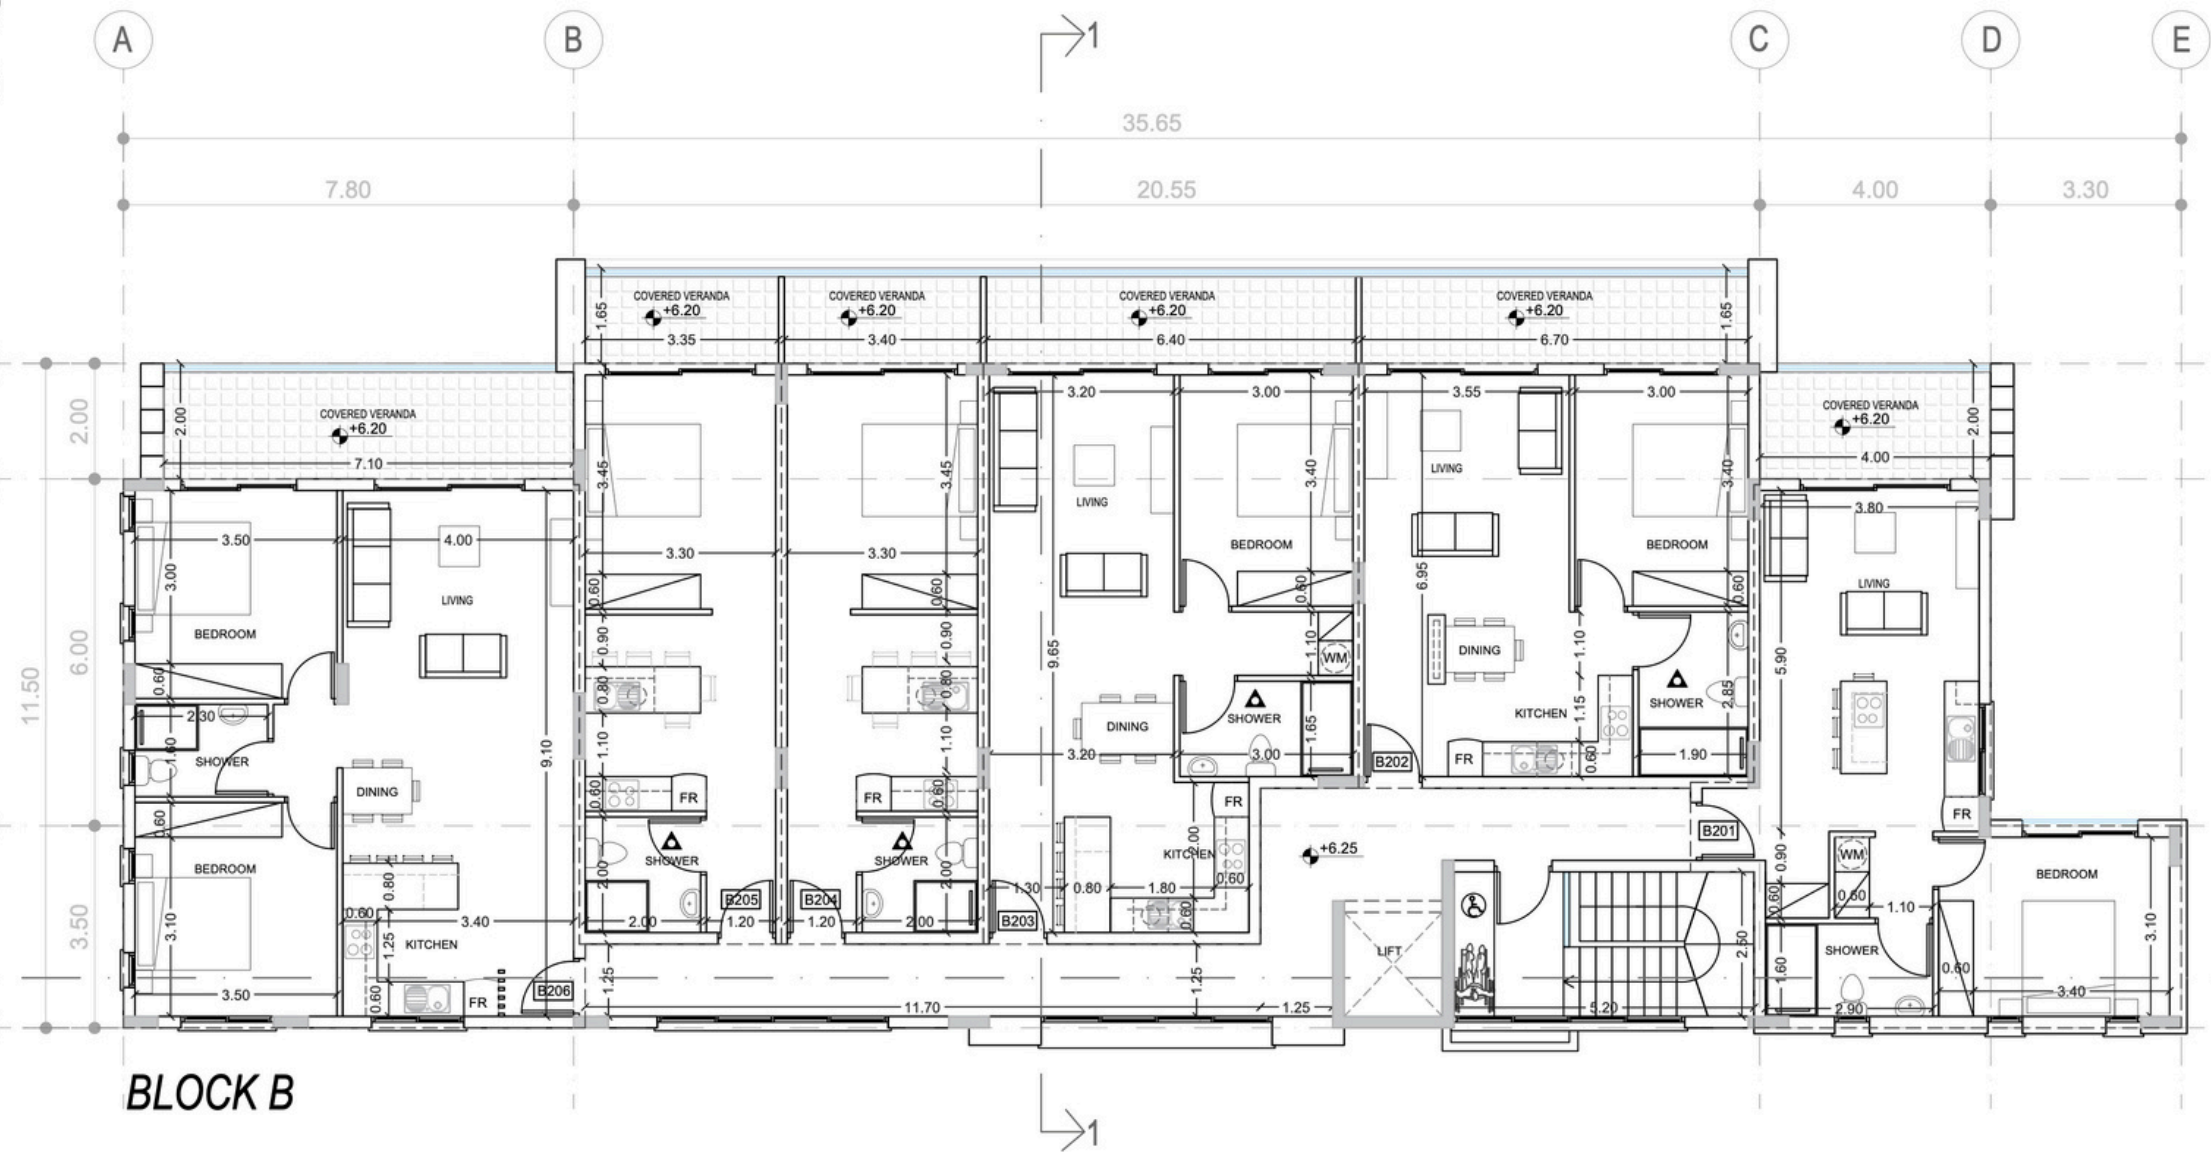 A
B
1
C
D
E
35.65
7.80
20.55
4.00
3.30
COVERED VERANDA
+6.20
3.35
1.65
COVERED VERANDA
+6.20
3.40
COVERED VERANDA
+6.20
6.40
COVERED VERANDA
+6.20
6.70
1.65
11.50
2.00
6.00
3.50
2.00
COVERED VERANDA
+6.20
7.10
COVERED VERANDA
+6.20
4.00
2.00
3.50
3.00
BEDROOM
0.60
4.00
LIVING
9.10
2.30
1.60
SHOWER
DINING
0.60
BEDROOM
3.10
3.50
0.80
0.60
3.40
1.25
KITCHEN
0.60
FR
B206
3.45
3.30
0.60
0.90
0.80
1.10
0.60
FR
SHOWER
2.00
2.00
B205
1.20
3.45
3.30
0.60
0.90
0.80
1.10
0.60
FR
SHOWER
2.00
2.00
B204
1.20
3.20
LIVING
9.65
3.00
3.40
BEDROOM
0.60
1.10
WM
DINING
SHOWER
1.65
3.20
3.00
FR
KITCHEN
2.00
0.60
1.30
0.80
1.80
0.60
B203
3.55
LIVING
6.95
3.00
3.40
BEDROOM
0.60
DINING
1.10
1.15
KITCHEN
FR
0.60
SHOWER
2.85
1.90
B202
3.80
LIVING
5.90
FR
B201
0.90
WM
0.60
0.60
1.10
SHOWER
1.60
2.90
0.60
BEDROOM
3.10
3.40
+6.25
LIFT
2.50
5.20
1.25
11.70
1.25
1.25
BLOCK B
1